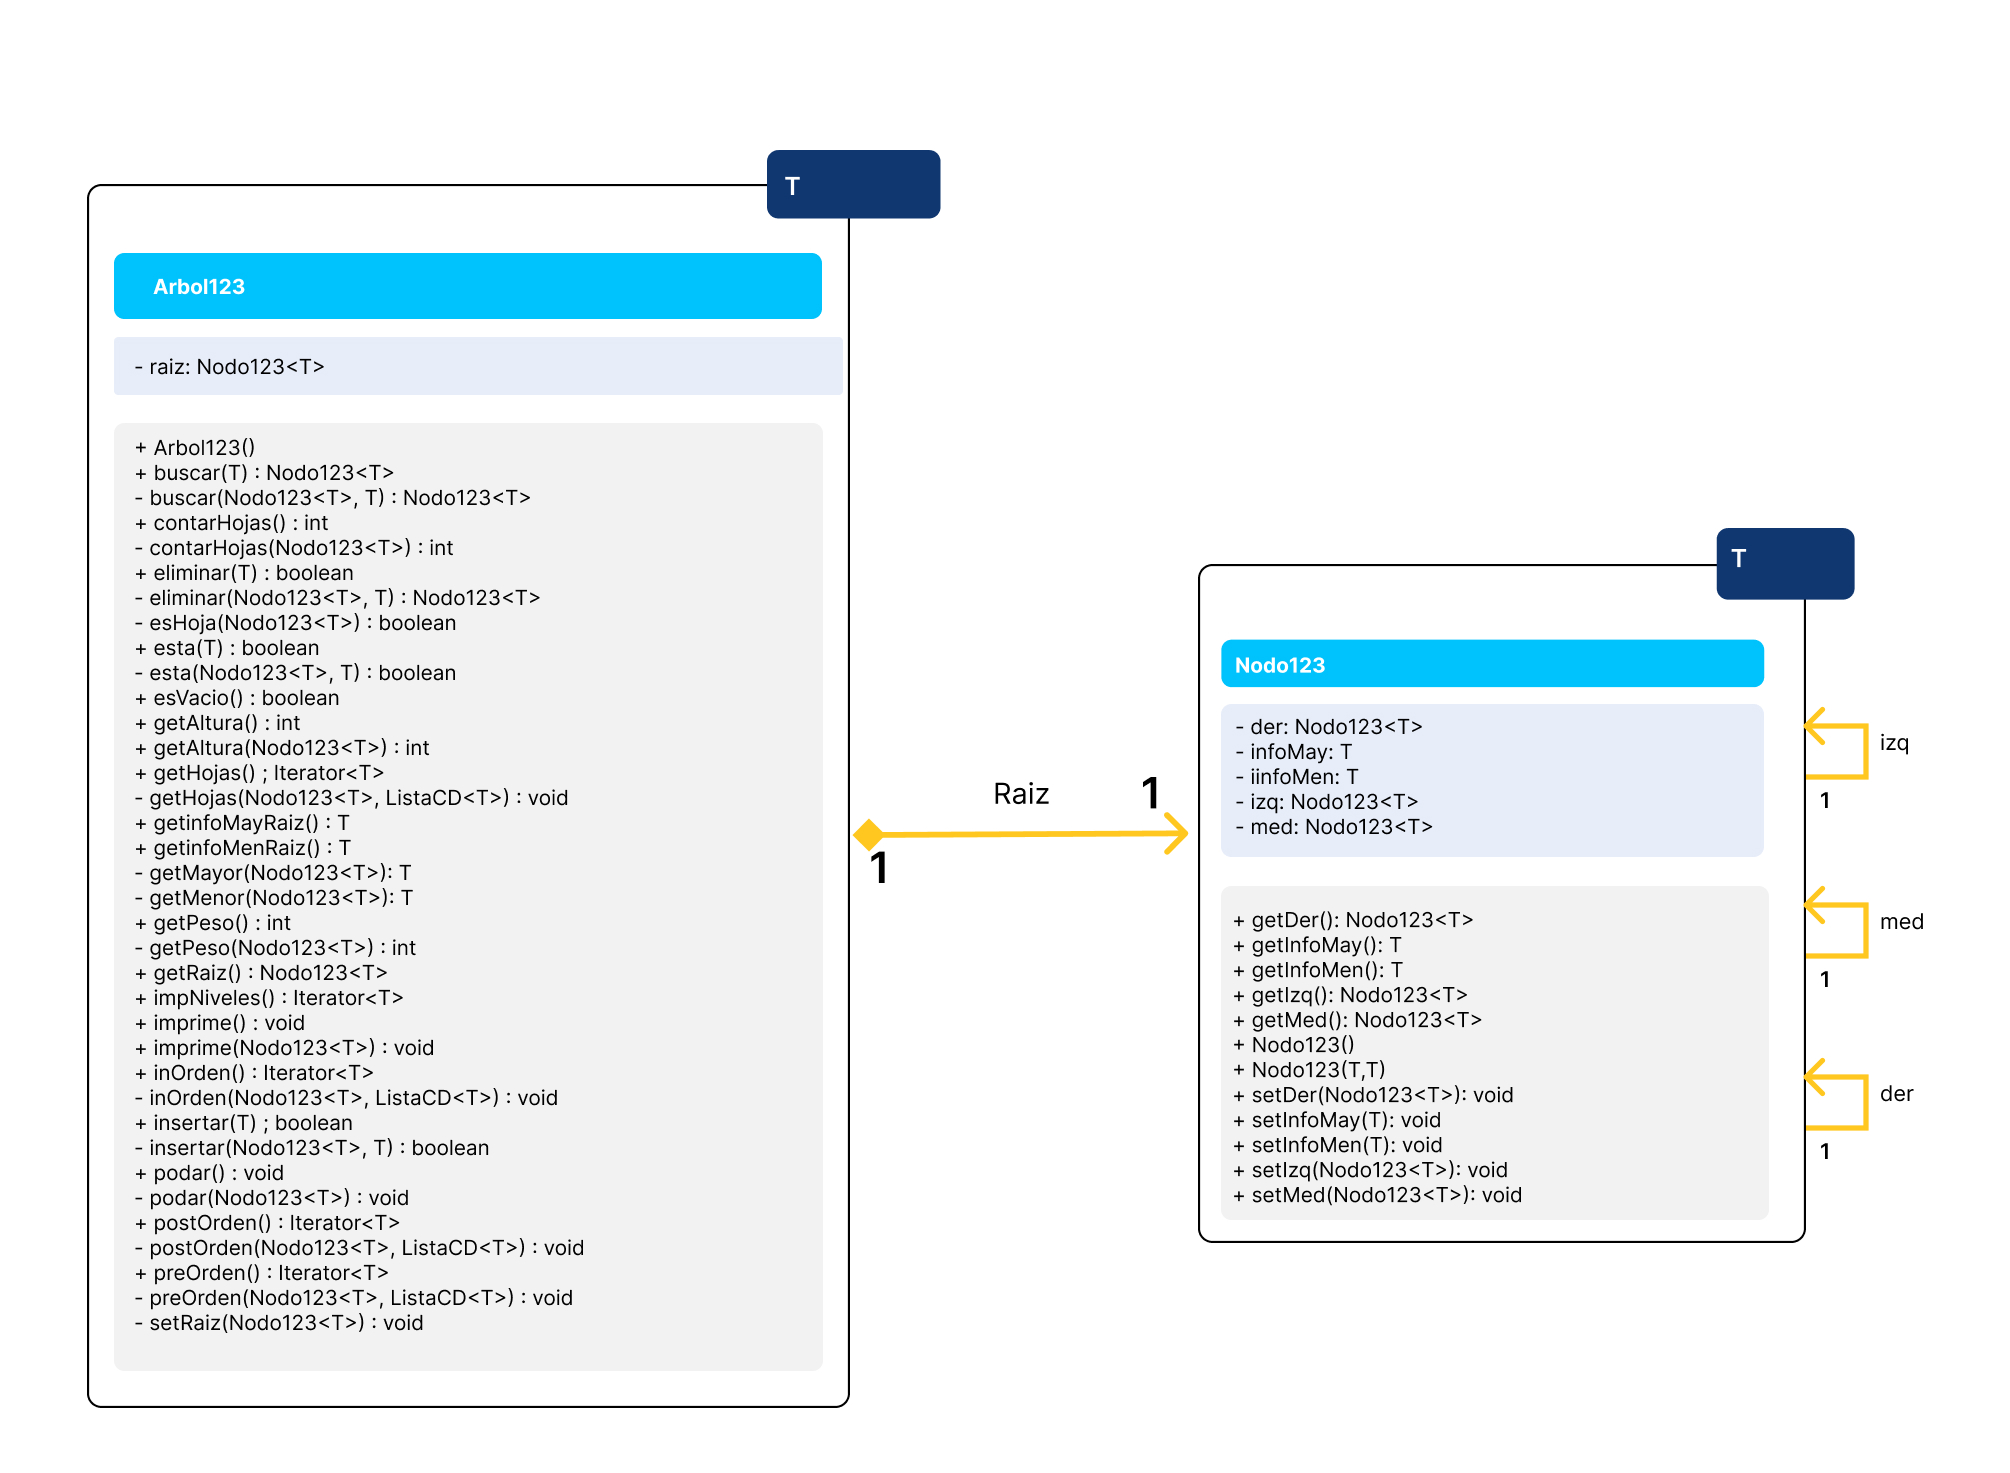 T
Arbol123
- raiz: Nodo123<T>
+ Arbol123()
+ buscar(T) : Nodo123<T>
- buscar(Nodo123<T>, T) : Nodo123<T>
+ contarHojas() : int
- contarHojas(Nodo123<T>) : int
+ eliminar(T) : boolean
- eliminar(Nodo123<T>, T) : Nodo123<T>
- esHoja(Nodo123<T>) : boolean
+ esta(T) : boolean
- esta(Nodo123<T>, T) : boolean
+ esVacio() : boolean
+ getAltura() : int
+ getAltura(Nodo123<T>) : int
+ getHojas() ; Iterator<T>
- getHojas(Nodo123<T>, ListaCD<T>) : void
+ getinfoMayRaiz() : T
+ getinfoMenRaiz() : T
- getMayor(Nodo123<T>): T
- getMenor(Nodo123<T>): T
+ getPeso() : int
- getPeso(Nodo123<T>) : int
+ getRaiz() : Nodo123<T>
+ impNiveles() : Iterator<T>
+ imprime() : void
+ imprime(Nodo123<T>) : void
+ inOrden() : Iterator<T>
- inOrden(Nodo123<T>, ListaCD<T>) : void
+ insertar(T) ; boolean
- insertar(Nodo123<T>, T) : boolean
+ podar() : void
- podar(Nodo123<T>) : void
+ postOrden() : Iterator<T>
- postOrden(Nodo123<T>, ListaCD<T>) : void
+ preOrden() : Iterator<T>
- preOrden(Nodo123<T>, ListaCD<T>) : void
- setRaiz(Nodo123<T>) : void
Raiz
1
1
T
Nodo123
- der: Nodo123<T>
- infoMay: T
- iinfoMen: T
- izq: Nodo123<T>
- med: Nodo123<T>
+ getDer(): Nodo123<T>
+ getInfoMay(): T
+ getInfoMen(): T
+ getIzq(): Nodo123<T>
+ getMed(): Nodo123<T>
+ Nodo123()
+ Nodo123(T,T)
+ setDer(Nodo123<T>): void
+ setInfoMay(T): void
+ setInfoMen(T): void
+ setIzq(Nodo123<T>): void
+ setMed(Nodo123<T>): void
izq
1
med
1
der
1